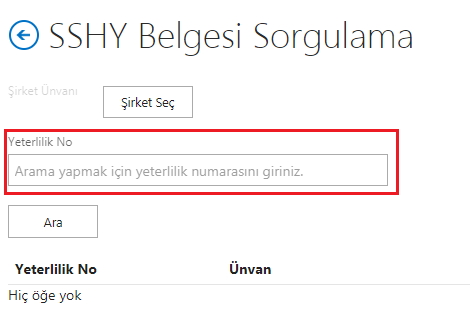 SSHY Belgesi Sorgulama
Şirket Ünvanı
Şirket Seç
Yeterlilik No
Arama yapmak için yeterlilik numarasını giriniz.
Ara
Yeterlilik No Ünvan
Hiç öğe yok